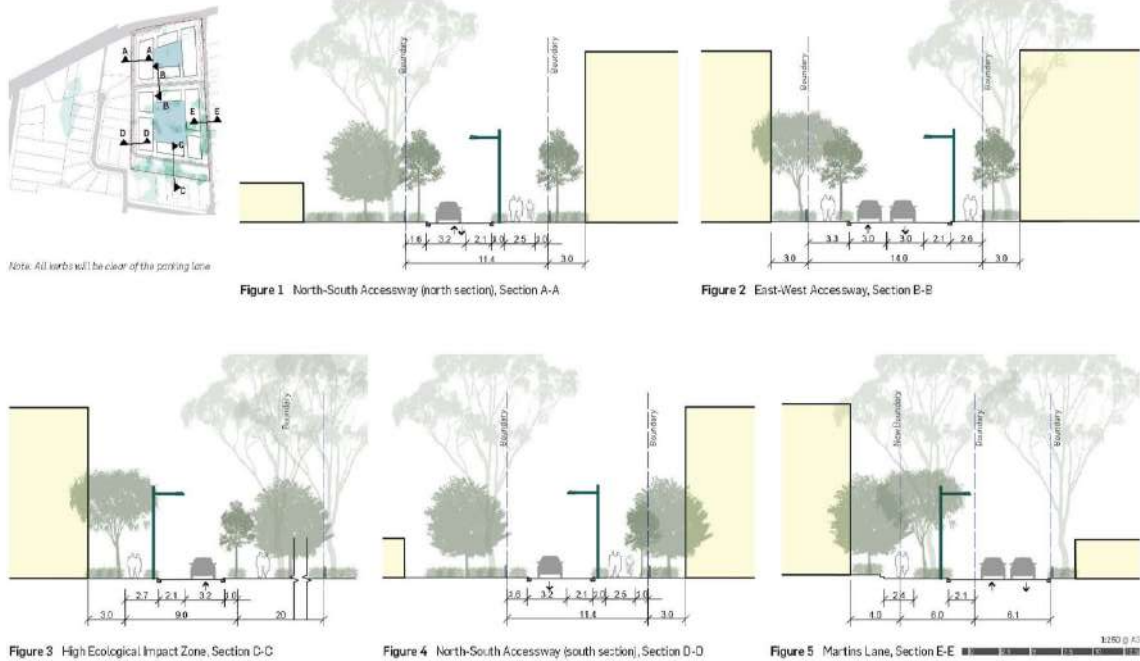 A A
B
B
E E
D D
C
C
Note: All kerbs will be clear of the parking lane
Boundary
Boundary
1.6 3.2 2.1 1.0 2.5 1.0
11.4 3.0
Figure 1 North-South Accessway (north section), Section A-A
Boundary
Boundary
3.3 3.0 3.0 2.1 2.6
3.0 14.0 3.0
Figure 2 East-West Accessway, Section B-B
Boundary
2.7 2.1 3.2 1.0
3.0 9.0 20
Figure 3 High Ecological Impact Zone, Section C-C
Boundary
Boundary
3.2 2.1 2.5
11.4 3.0
Figure 4 North-South Accessway (south section), Section D-D
New Boundary
Boundary
Boundary
2.4 2.1
4.0 6.0 6.1
Figure 5 Martins Lane, Section E-E
1:250 @ A3